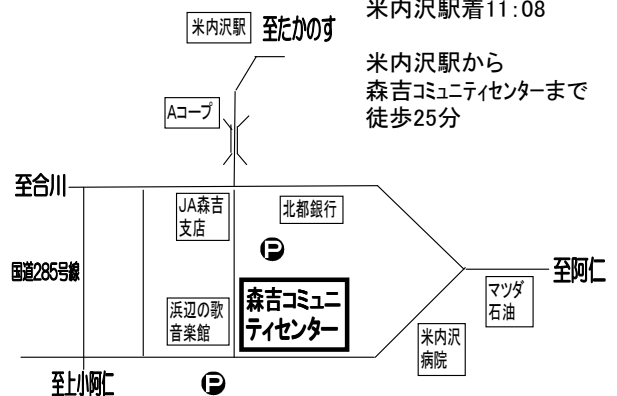 米内沢駅着11:08
米内沢駅
至たかのす
米内沢駅から
森吉コミュニティセンターまで
徒歩25分
Aコープ
至合川
JA森吉
支店
北都銀行
P
国道285号線
至阿仁
マツダ
石油
浜辺の歌
音楽館
森吉コミュニ
ティセンター
米内沢
病院
至上小阿仁
P